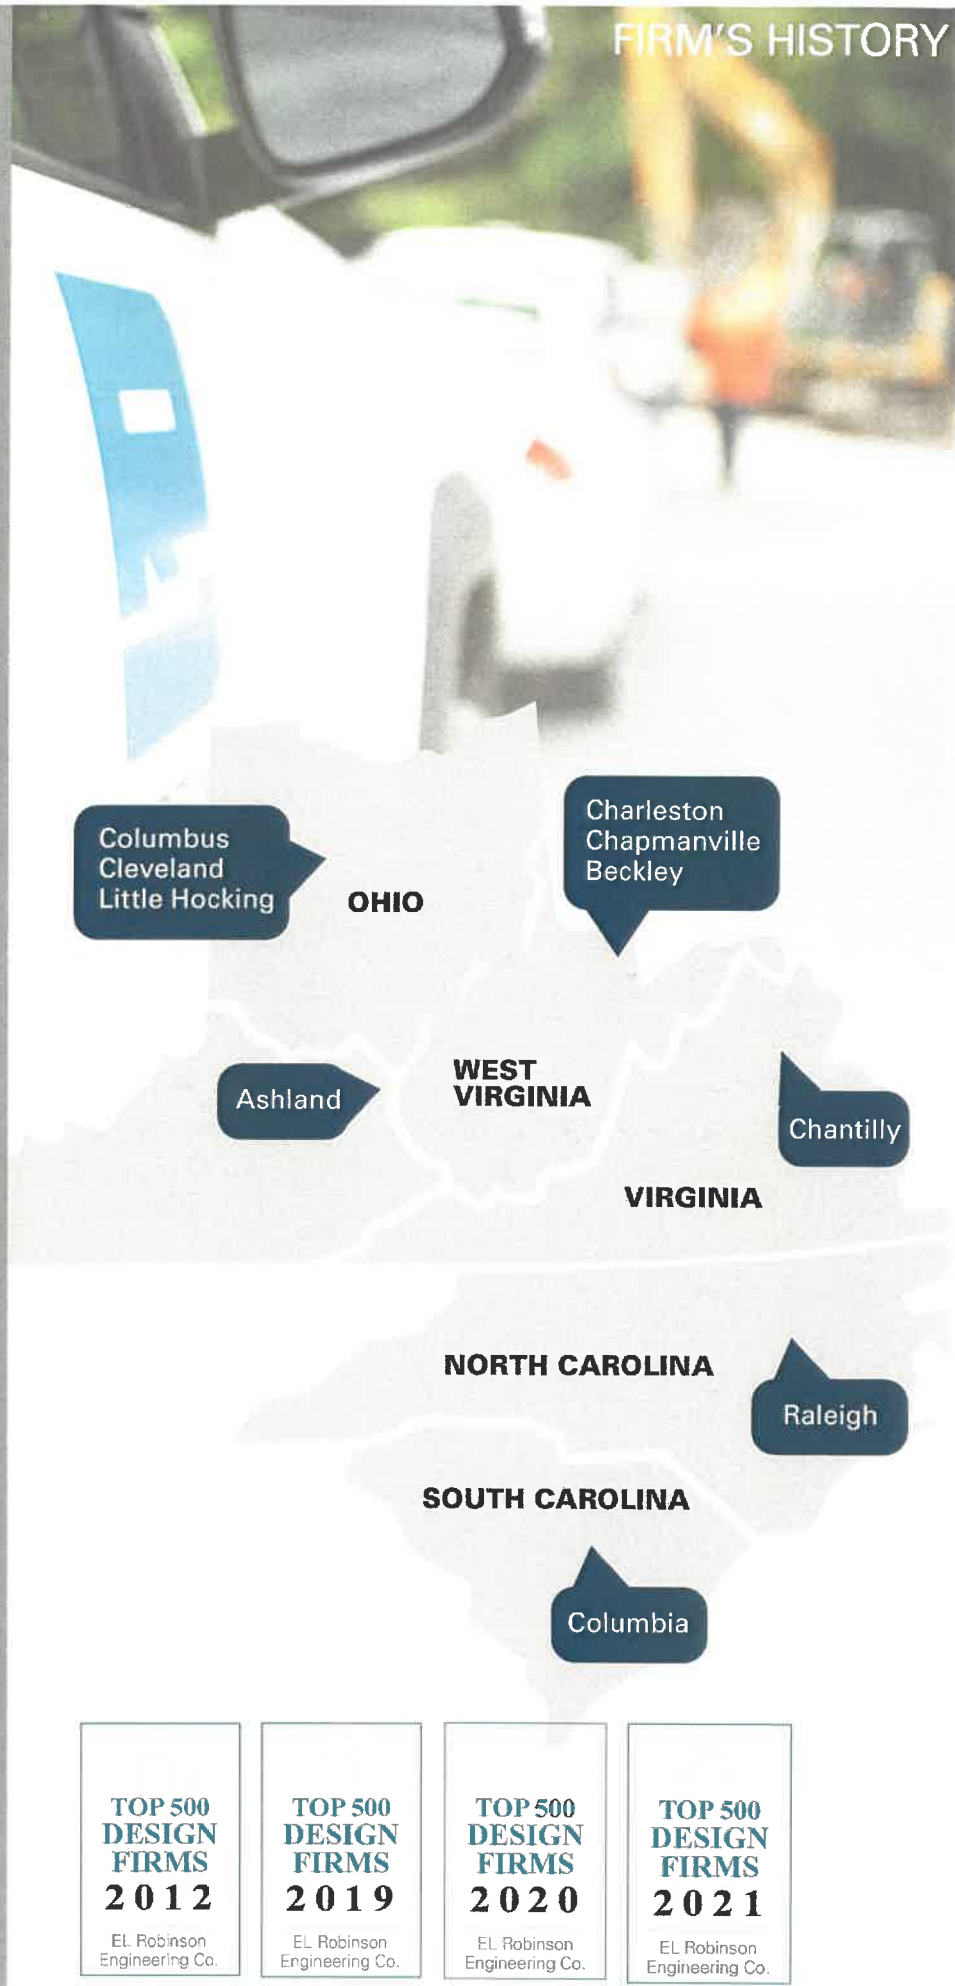 FIRM'S HISTORY
Columbus
Cleveland
Little Hocking
OHIO
Charleston
Chapmanville
Beckley
Ashland
WEST
VIRGINIA
Chantilly
VIRGINIA
NORTH CAROLINA
Raleigh
SOUTH CAROLINA
Columbia
TOP 500
DESIGN
FIRMS
2012
EL Robinson
Engineering Co.
TOP 500
DESIGN
FIRMS
2019
EL Robinson
Engineering Co.
TOP 500
DESIGN
FIRMS
2020
EL Robinson
Engineering Co.
TOP 500
DESIGN
FIRMS
2021
EL Robinson
Engineering Co.